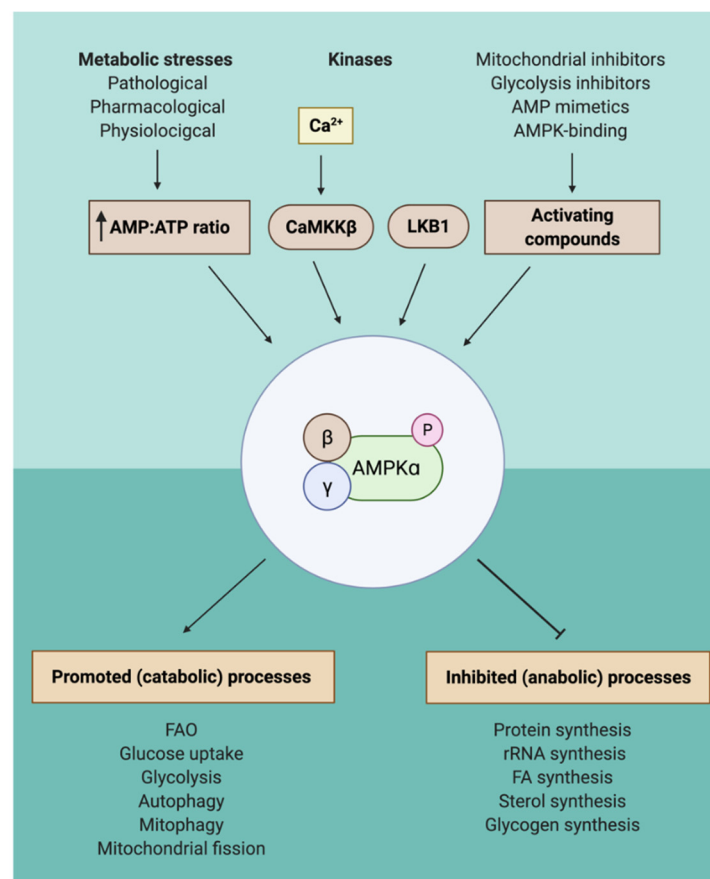 Metabolic stresses
Pathological
Pharmacological
Physiolocigcal
Kinases
Ca²⁺
Mitochondrial inhibitors
Glycolysis inhibitors
AMP mimetics
AMPK-binding
AMP:ATP ratio
CaMKKβ
LKB1
Activating
compounds
P
β
AMPKα
γ
Promoted (catabolic) processes
FAO
Glucose uptake
Glycolysis
Autophagy
Mitophagy
Mitochondrial fission
Inhibited (anabolic) processes
Protein synthesis
rRNA synthesis
FA synthesis
Sterol synthesis
Glycogen synthesis